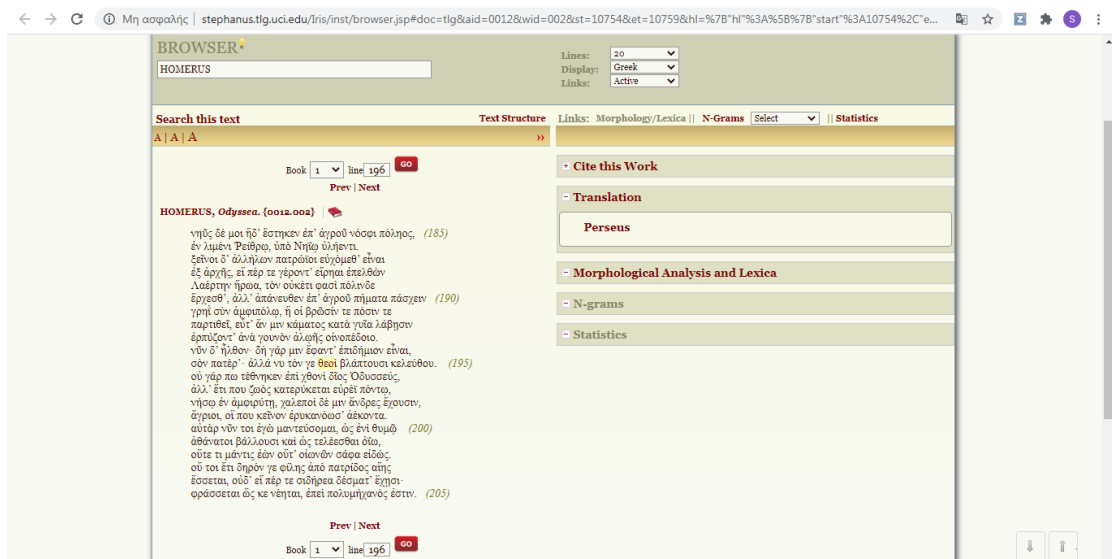 Μη ασφαλής | stephanus.tlg.uci.edu/Iris/inst/browser.jsp#doc=tlg&aid=0012&wid=002&st=10754&et=10759&hl=%7B"hl"%3A%5B%7B"start"%3A10754%2C"e...
S
BROWSER
HOMERUS
Lines: 20
Display: Greek
Links: Active
Search this text
Text Structure
Links: Morphology/Lexica || N-Grams Select || Statistics
A | A | A ››
Book 1 line 196 GO
Prev | Next
HOMERUS, Odyssea. {0012.002} |
νηῦς δέ μοι ἥδ' ἕστηκεν ἐπ' ἀγροῦ νόσφι πόληος, (185)
ἐν λιμένι Ῥείθρῳ, ὑπὸ Νηΐῳ ὑλήεντι.
ξεῖνοι δ' ἀλλήλων πατρώϊοι εὐχόμεθ' εἶναι
ἐξ ἀρχῆς, εἴ πέρ τε γέροντ' εἴρηαι ἐπελθὼν
Λαέρτην ἥρωα, τὸν οὐκέτι φασὶ πόλινδε
ἔρχεσθ', ἀλλ' ἀπάνευθεν ἐπ' ἀγροῦ πήματα πάσχειν (190)
γρηῒ σὺν ἀμφιπόλῳ, ἥ οἱ βρῶσίν τε πόσιν τε
παρτιθεῖ, εὖτ' ἄν μιν κάματος κατὰ γυῖα λάβῃσιν
ἑρπύζοντ' ἀνὰ γουνὸν ἀλῳῆς οἰνοπέδοιο.
νῦν δ' ἦλθον· δὴ γάρ μιν ἔφαντ' ἐπιδήμιον εἶναι,
σὸν πατέρ'· ἀλλά νυ τόν γε θεοὶ βλάπτουσι κελεύθου. (195)
οὐ γάρ πω τέθνηκεν ἐπὶ χθονὶ δῖος Ὀδυσσεύς,
ἀλλ' ἔτι που ζωὸς κατερύκεται εὐρέϊ πόντῳ,
νήσῳ ἐν ἀμφιρύτῃ, χαλεποὶ δέ μιν ἄνδρες ἔχουσιν,
ἄγριοι, οἵ που κεῖνον ἐρυκανόωσ' ἀέκοντα.
αὐτὰρ νῦν τοι ἐγὼ μαντεύσομαι, ὡς ἐνὶ θυμῷ (200)
ἀθάνατοι βάλλουσι καὶ ὡς τελέεσθαι ὀΐω,
οὔτε τι μάντις ἐὼν οὔτ' οἰωνῶν σάφα εἰδώς.
οὔ τοι ἔτι δηρόν γε φίλης ἀπὸ πατρίδος αἴης
ἔσσεται, οὐδ' εἴ πέρ τε σιδήρεα δέσματ' ἔχῃσι·
φράσσεται ὥς κε νέηται, ἐπεὶ πολυμήχανός ἐστιν. (205)
Prev | Next
Book 1 line 196 GO
Cite this Work
Translation
Perseus
Morphological Analysis and Lexica
N-grams
Statistics